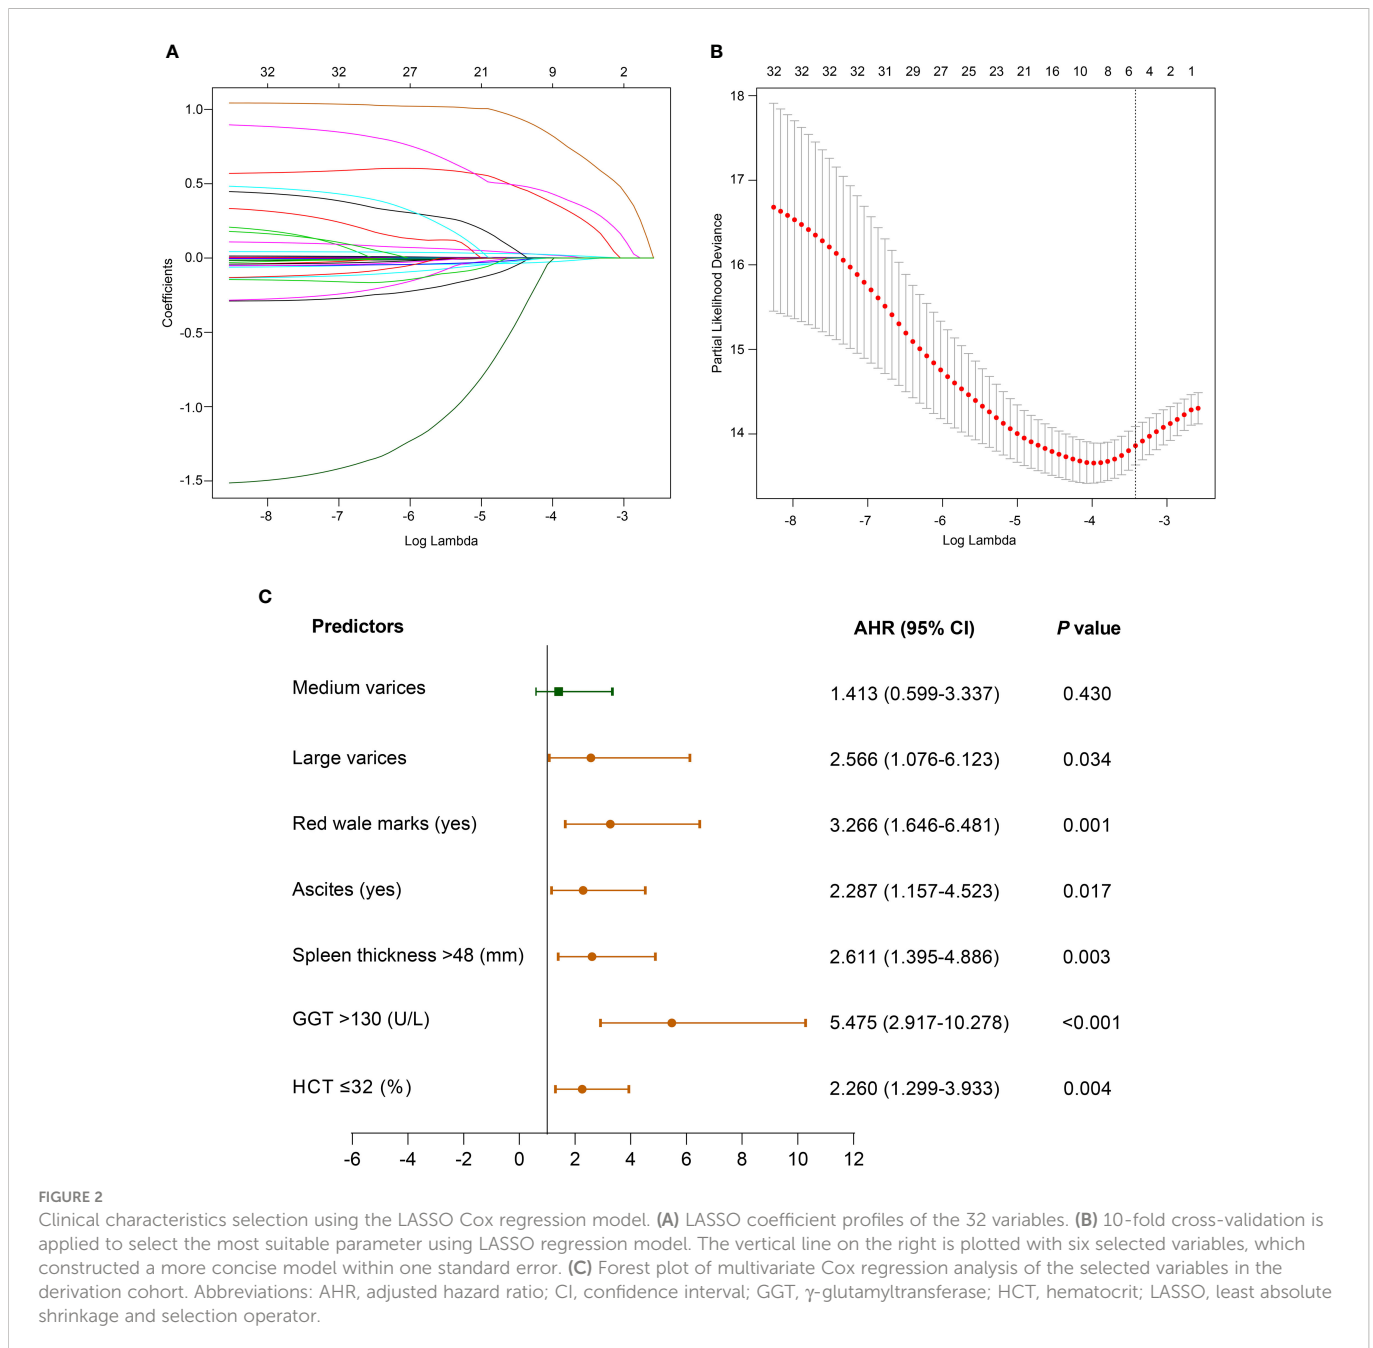 A
32 32 27 21 9 2
1.0
0.5
0.0
-0.5
-1.0
-1.5
Coefficients
-8 -7 -6 -5 -4 -3
Log Lambda
B
32 32 32 32 31 29 27 25 23 21 16 10 8 6 4 2 1
18
17
16
15
14
Partial Likelihood Deviance
-8 -7 -6 -5 -4 -3
Log Lambda
C
Predictors AHR (95% CI) P value
Medium varices 1.413 (0.599-3.337) 0.430
Large varices 2.566 (1.076-6.123) 0.034
Red wale marks (yes) 3.266 (1.646-6.481) 0.001
Ascites (yes) 2.287 (1.157-4.523) 0.017
Spleen thickness >48 (mm) 2.611 (1.395-4.886) 0.003
GGT >130 (U/L) 5.475 (2.917-10.278) <0.001
HCT ≤32 (%) 2.260 (1.299-3.933) 0.004
-6 -4 -2 0 2 4 6 8 10 12
FIGURE 2
Clinical characteristics selection using the LASSO Cox regression model. (A) LASSO coefficient profiles of the 32 variables. (B) 10-fold cross-validation is
applied to select the most suitable parameter using LASSO regression model. The vertical line on the right is plotted with six selected variables, which
constructed a more concise model within one standard error. (C) Forest plot of multivariate Cox regression analysis of the selected variables in the
derivation cohort. Abbreviations: AHR, adjusted hazard ratio; CI, confidence interval; GGT, γ-glutamyltransferase; HCT, hematocrit; LASSO, least absolute
shrinkage and selection operator.